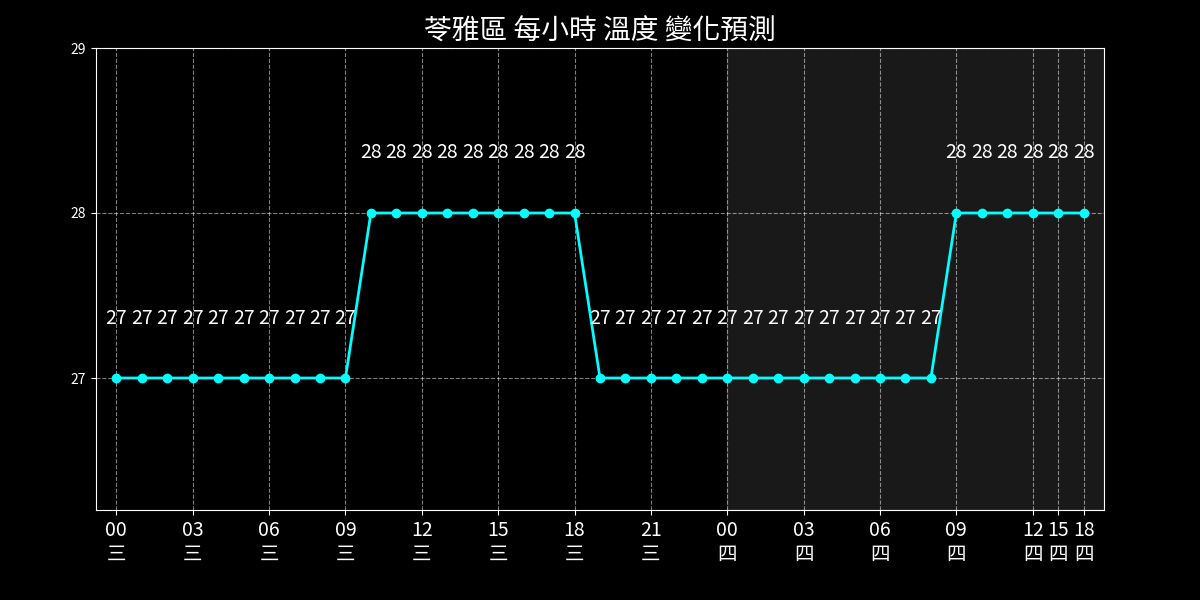 苓雅區 每小時 溫度 變化預測
29
28 28 28 28 28 28 28 28 28 28 28 28 28 28 28
28
27 27 27 27 27 27 27 27 27 27 27 27 27 27 27 27 27 27 27 27 27 27 27 27
27
00 03 06 09 12 15 18 21 00 03 06 09 12 15 18
三 三 三 三 三 三 三 三 四 四 四 四 四 四 四